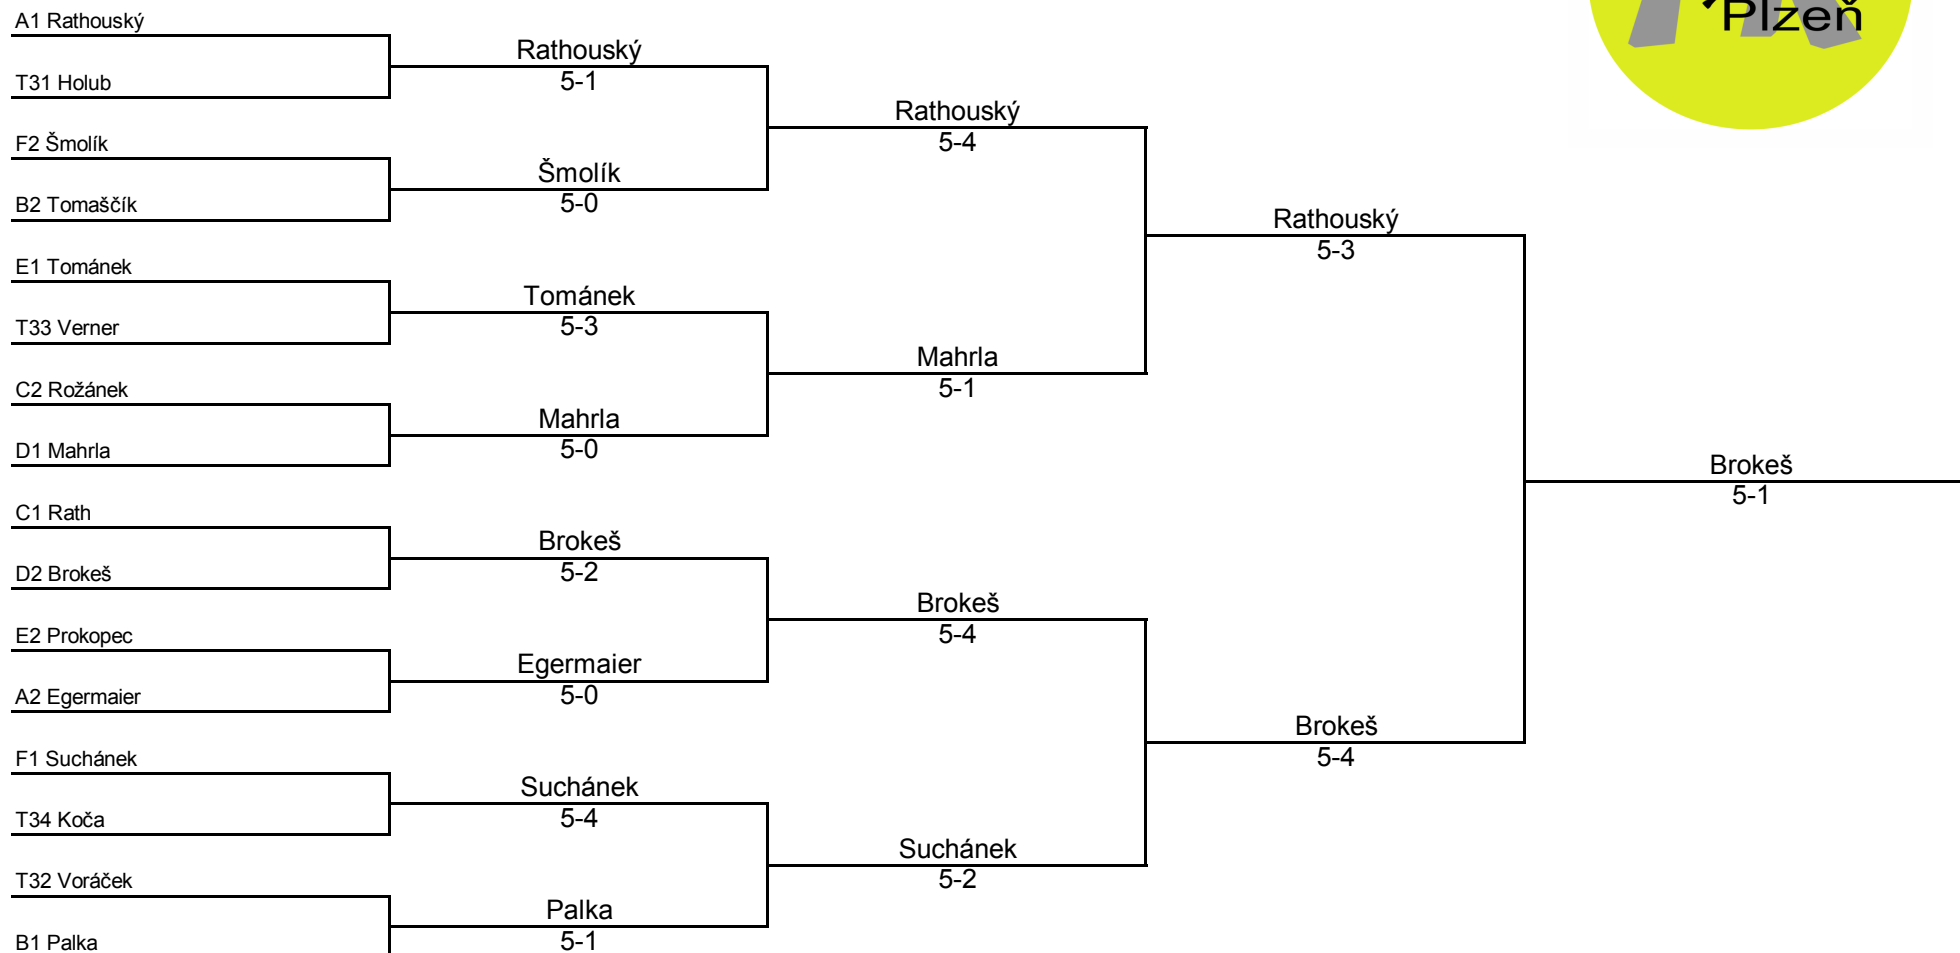 Plzeň
A1 Rathouský
T31 Holub
F2 Šmolík
B2 Tomaščík
E1 Tománek
T33 Verner
C2 Rožánek
D1 Mahrla
C1 Rath
D2 Brokeš
E2 Prokopec
A2 Egermaier
F1 Suchánek
T34 Koča
T32 Voráček
B1 Palka
Rathouský
5-1
Šmolík
5-0
Tománek
5-3
Mahrla
5-0
Brokeš
5-2
Egermaier
5-0
Suchánek
5-4
Palka
5-1
Rathouský
5-4
Mahrla
5-1
Brokeš
5-4
Suchánek
5-2
Rathouský
5-3
Brokeš
5-4
Brokeš
5-1